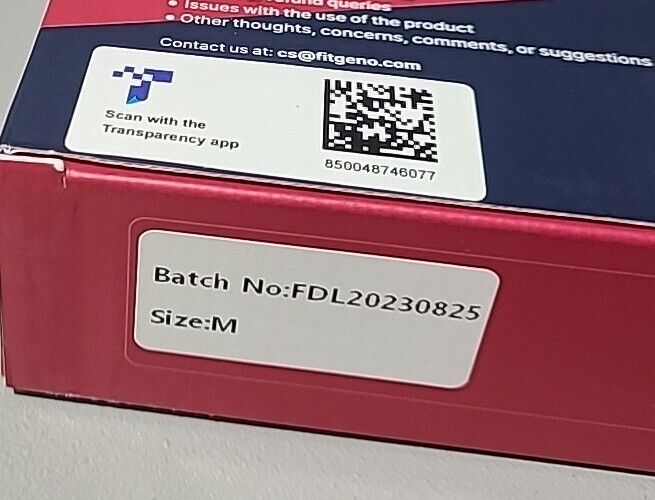 queries
• Issues with the use of the product
• Other thoughts, concerns, comments, or suggestions
Contact us at: cs@fitgeno.com
Scan with the
Transparency app
850048746077
Batch No:FDL20230825
Size:M